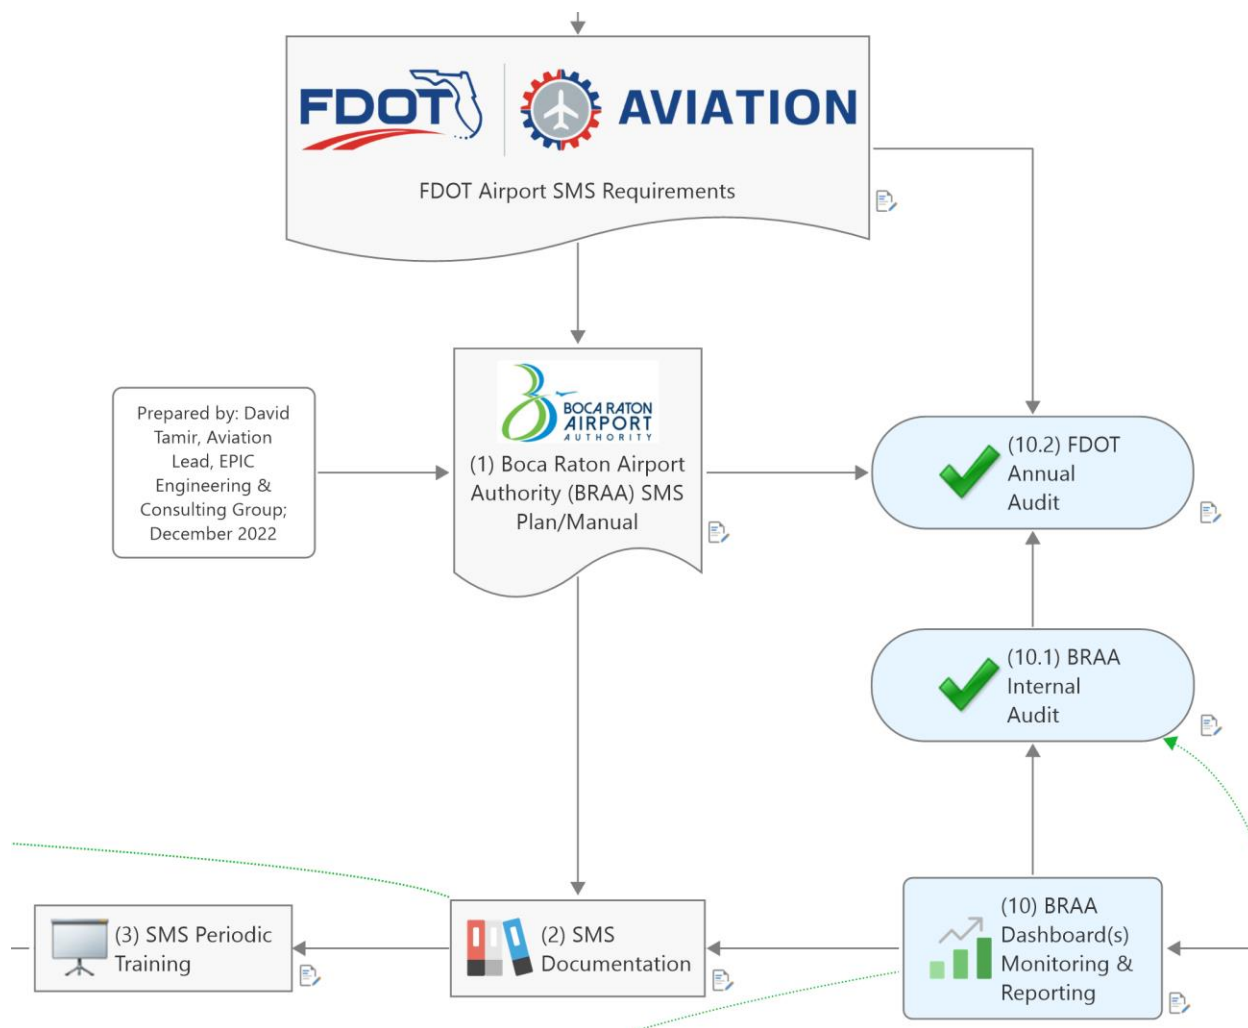 FDOT
AVIATION
FDOT Airport SMS Requirements
BOCA RATON
AIRPORT
AUTHORITY
Prepared by: David
Tamir, Aviation
Lead, EPIC
Engineering &
Consulting Group;
December 2022
(1) Boca Raton Airport
Authority (BRAA) SMS
Plan/Manual
(10.2) FDOT
Annual
Audit
(10.1) BRAA
Internal
Audit
(3) SMS Periodic
Training
(2) SMS
Documentation
(10) BRAA
Dashboard(s)
Monitoring &
Reporting